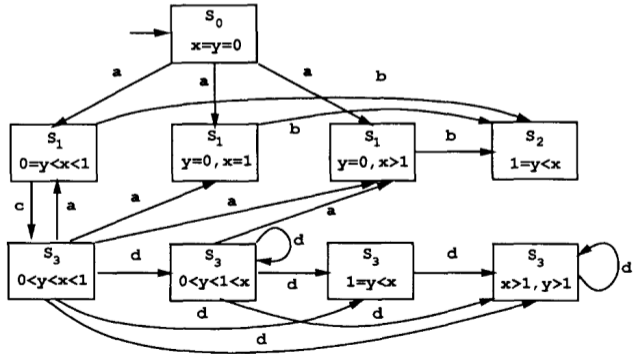 S0
x=y=0
a
a
a
b
S1
0=y<x<1
S1
y=0,x=1
b
S1
y=0,x>1
b
S2
1=y<x
c
a
a
a
a
S3
0<y<x<1
d
S3
0<y<1<x
d
d
S3
1=y<x
d
S3
x>1,y>1
d
d
d
d